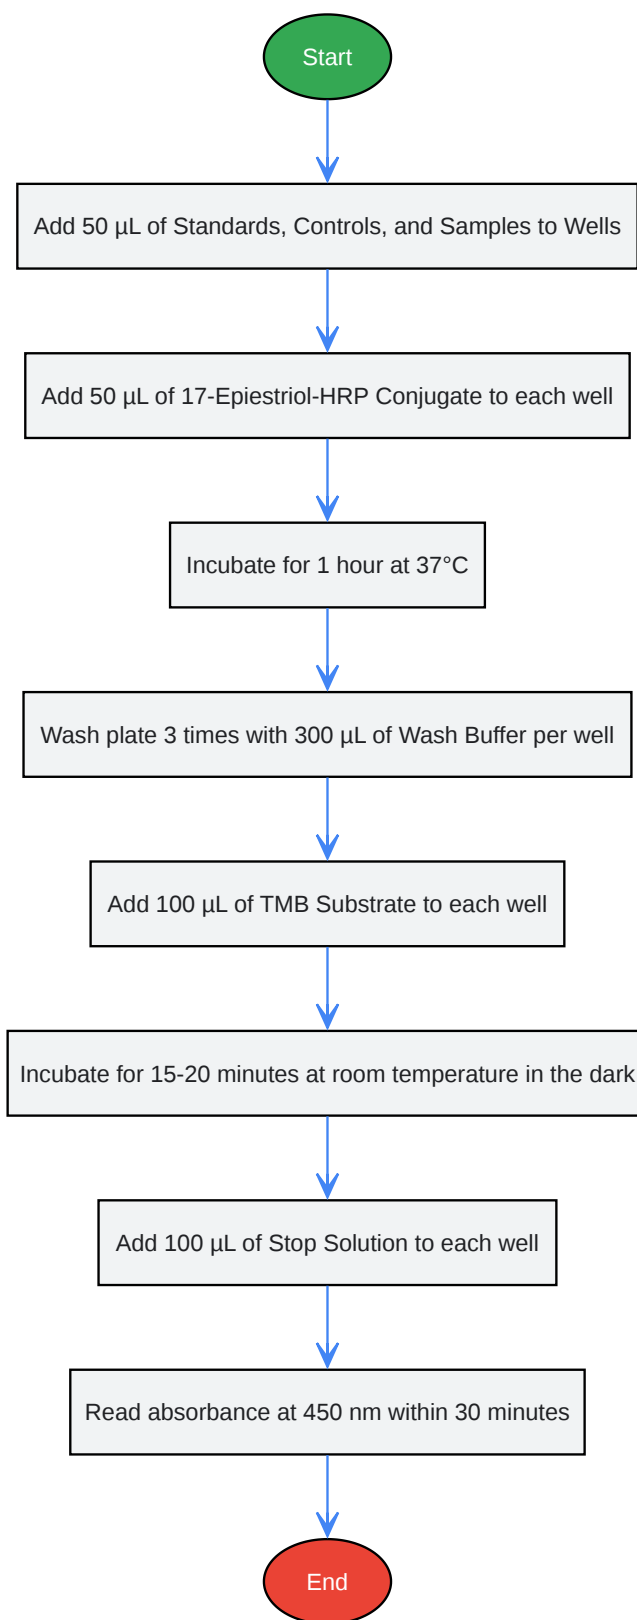 Start
Add 50 µL of Standards, Controls, and Samples to Wells
Add 50 µL of 17-Epiestriol-HRP Conjugate to each well
Incubate for 1 hour at 37°C
Wash plate 3 times with 300 µL of Wash Buffer per well
Add 100 µL of TMB Substrate to each well
Incubate for 15-20 minutes at room temperature in the dark
Add 100 µL of Stop Solution to each well
Read absorbance at 450 nm within 30 minutes
End